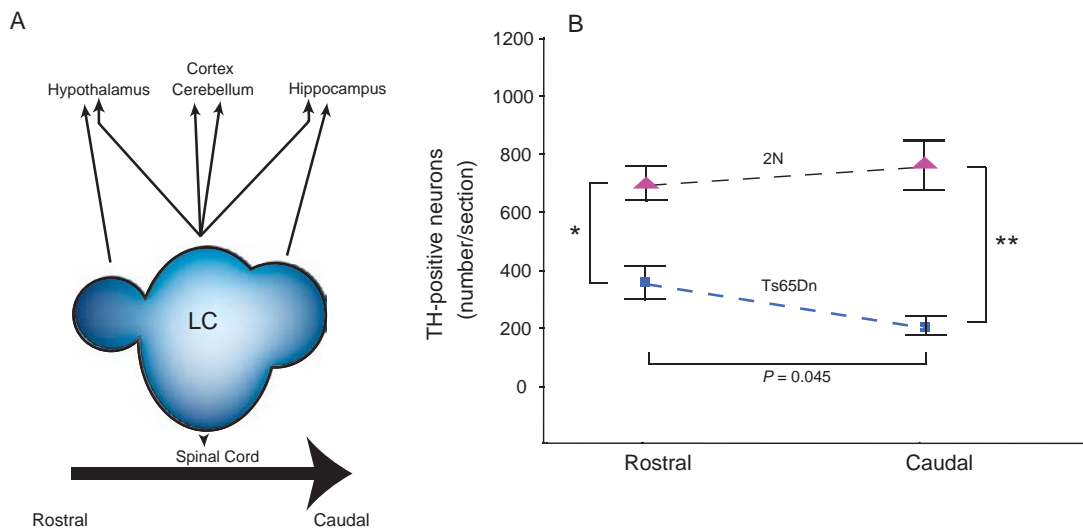 A
Hypothalamus
Cortex
Cerebellum
Hippocampus
LC
Spinal Cord
Rostral
Caudal
B
TH-positive neurons
(number/section)
1200
1000
800
600
400
200
0
2N
Ts65Dn
*
**
P = 0.045
Rostral
Caudal